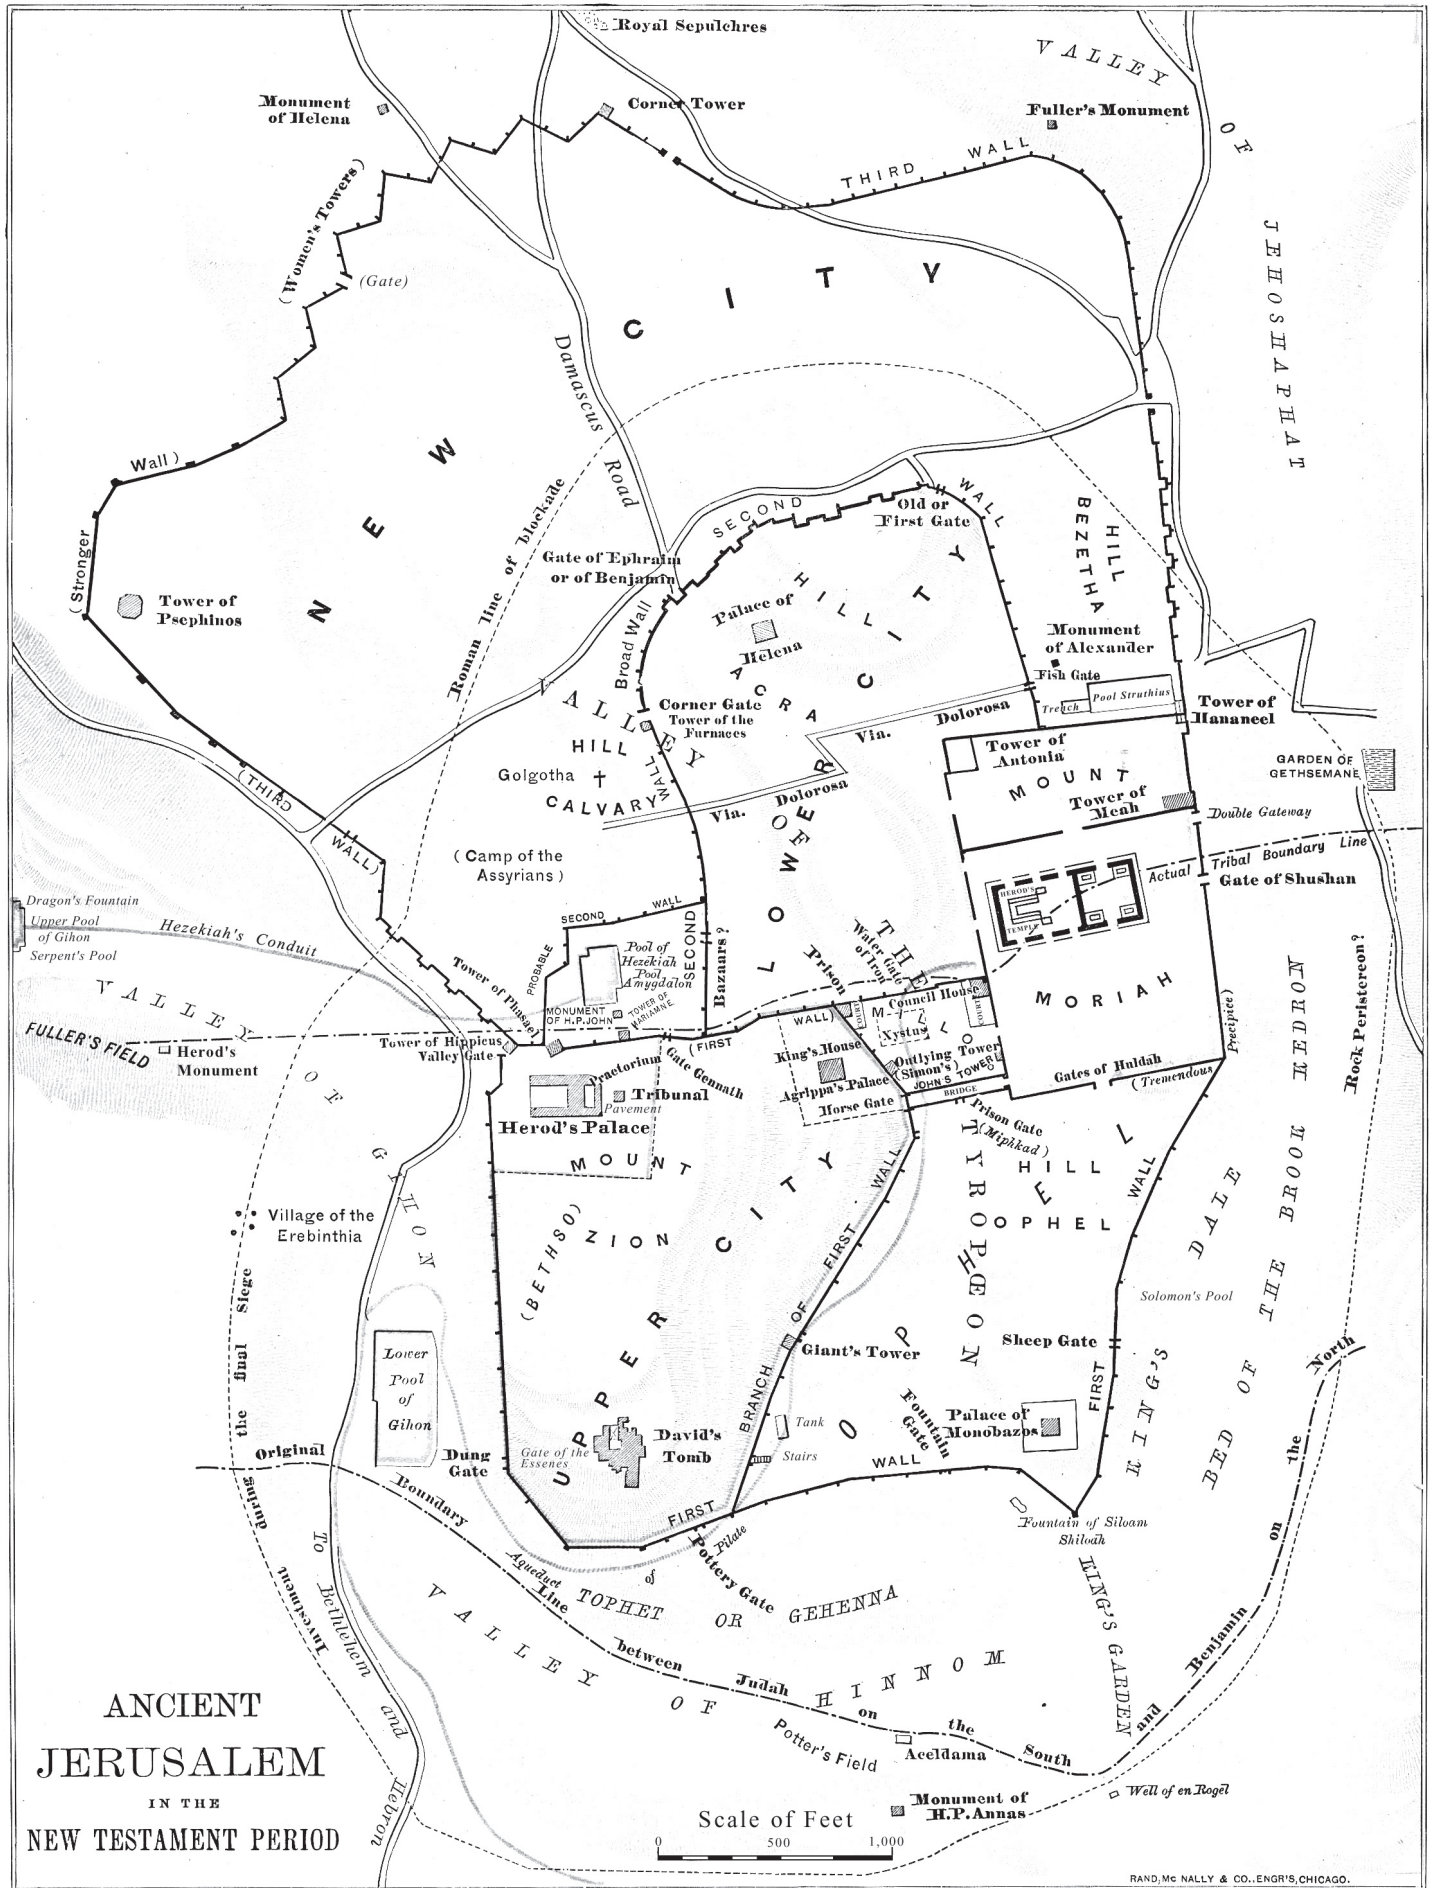 Royal Sepulchres
VALLEY
OF
JEHOSHAPHAT
Monument
of Helena
Corner Tower
Fuller's Monument
THIRD WALL
(Women's Towers)
(Gate)
NEW CITY
Damascus Road
(Stronger
Wall)
Tower of
Psephinos
Roman line of blockade
SECOND WALL
Old or
First Gate
HILL
BEZETHA
Gate of Ephraim
or of Benjamin
Broad Wall
HILL
ACRA
Palace of
Helena
LOWER CITY
Monument
of Alexander
Fish Gate
Trench
Pool Struthius
Tower of
Hananeel
Corner Gate
Tower of the
Furnaces
VALLEY
OF
THE
TYROPŒON
HILL
Golgotha
CALVARY
WALL
Via. Dolorosa
Via. Dolorosa
Tower of
Antonia
MOUNT
Tower of
Meah
Double Gateway
GARDEN OF
GETHSEMANE
(THIRD
WALL)
(Camp of the
Assyrians)
Actual Tribal Boundary Line
Gate of Shushan
HEROD'S
TEMPLE
MORIAH
Dragon's Fountain
Upper Pool
of Gihon
Serpent's Pool
Hezekiah's Conduit
SECOND WALL
PROBABLE
SECOND
Bazaars?
Pool of
Hezekiah
Pool
Amygdalon
MONUMENT
OF H.P. JOHN
TOWER OF
MARIAMNE
Tower of Phasael
Prison
Water Gate
of Iron
Council House
Xystus
(FIRST
WALL)
VALLEY
OF
GIHON
FULLER'S FIELD
Herod's
Monument
Tower of Hippicus
Valley Gate
Praetorium
Gate Gennath
Tribunal
Pavement
Herod's Palace
King's House
Agrippa's Palace
Horse Gate
Outlying Tower
(Simon's)
JOHN'S TOWER
BRIDGE
Prison Gate
(Miphkad)
Gates of Huldah
(Tremendous
Precipice)
Rock Peristereon?
MOUNT
ZION
(BETHSO)
UPPER CITY
HILL
OPHEL
OPHEL
WALL
FIRST
BRANCH OF FIRST WALL
Village of the
Erebinthia
Giant's Tower
Sheep Gate
Solomon's Pool
KING'S DALE
BED OF THE BROOK KEDRON
Lower
Pool
of
Gihon
Dung
Gate
Gate of the
Essenes
David's
Tomb
Tank
Stairs
Fountain
Gate
Palace of
Monobazos
FIRST
WALL
Fountain of Siloam
Shiloah
Pottery Gate
Aqueduct of Pilate
TOPHET OR GEHENNA
VALLEY OF HINNOM
KING'S GARDEN
Original Boundary Line between Judah on the South and Benjamin on the North
Investment during the final Siege
To Bethlehem and Hebron
Potter's Field
Aceldama
Monument of
H.P. Annas
Well of en Rogel
ANCIENT
JERUSALEM
IN THE
NEW TESTAMENT PERIOD
Scale of Feet
0 500 1,000
RAND, Mc NALLY & CO., ENGR'S, CHICAGO.